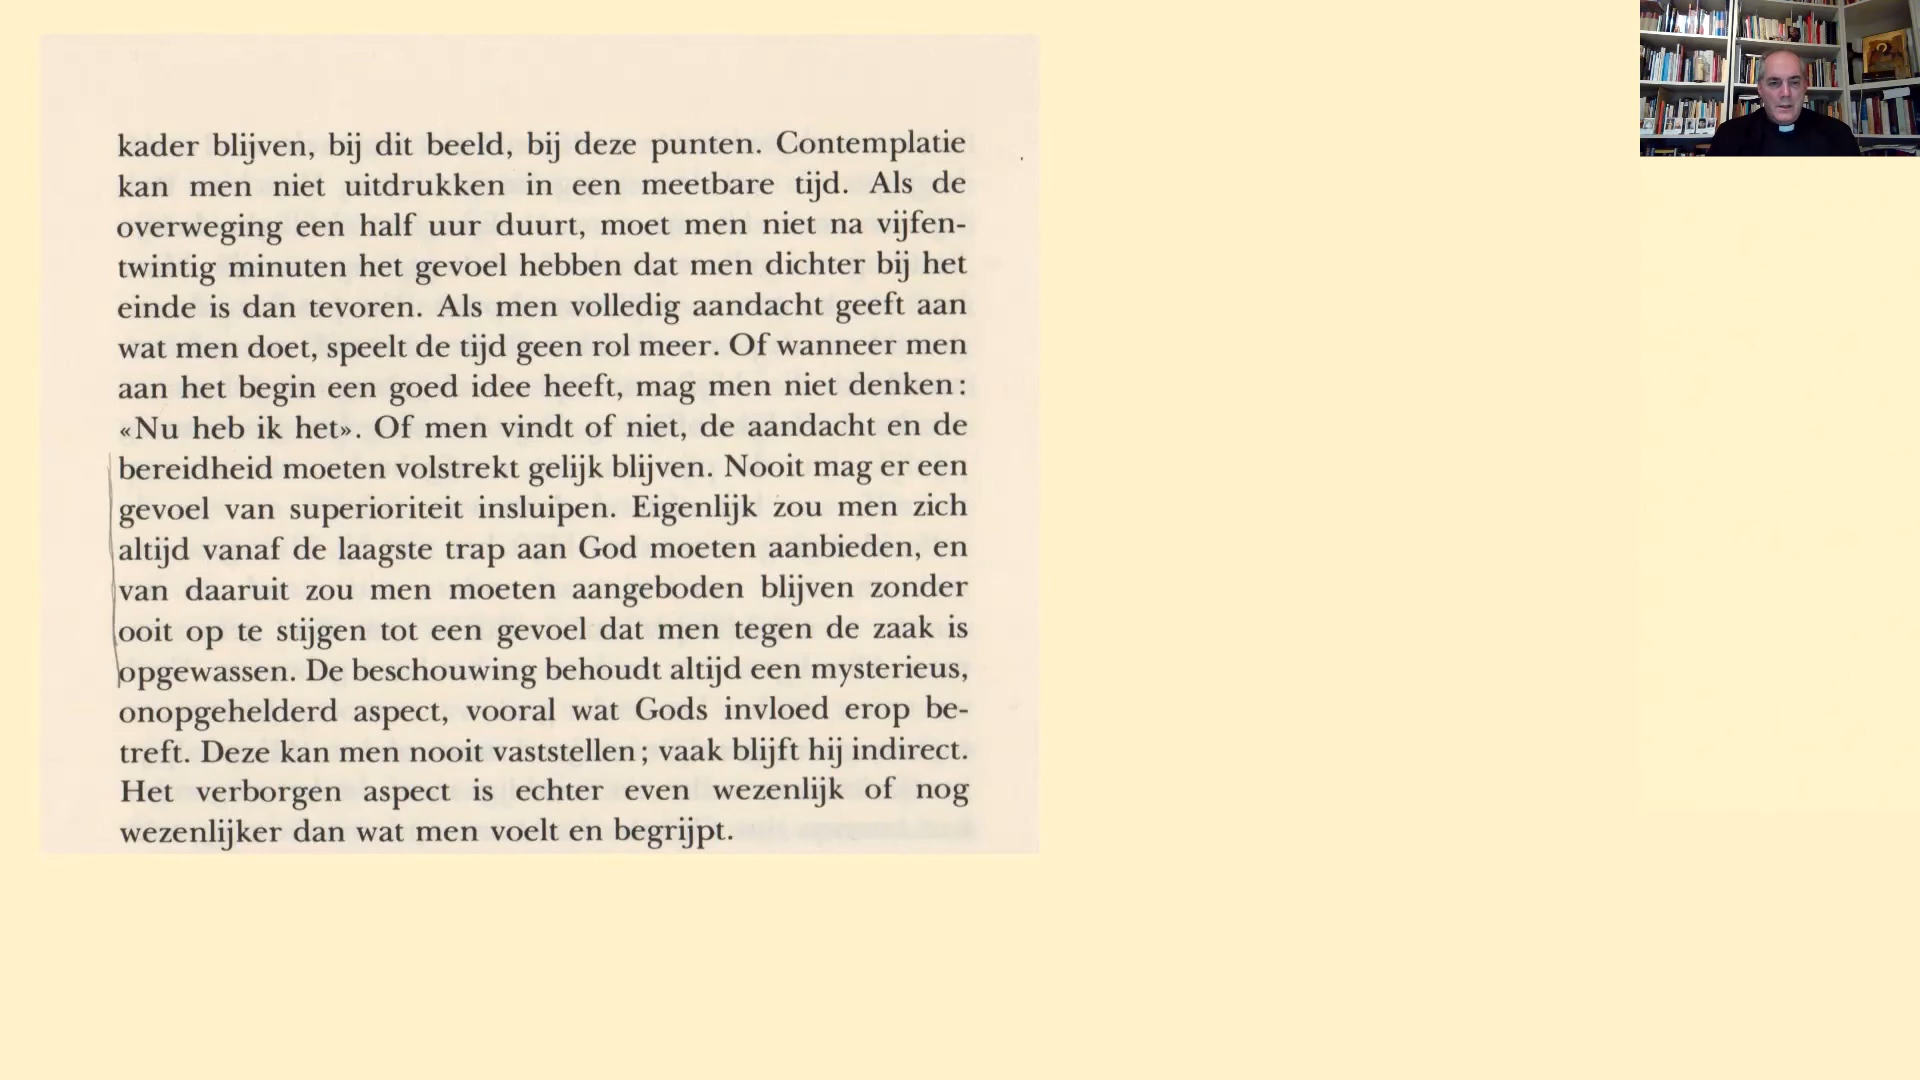 kader blijven, bij dit beeld, bij deze punten. Contemplatie
kan men niet uitdrukken in een meetbare tijd. Als de
overweging een half uur duurt, moet men niet na vijfen-
twintig minuten het gevoel hebben dat men dichter bij het
einde is dan tevoren. Als men volledig aandacht geeft aan
wat men doet, speelt de tijd geen rol meer. Of wanneer men
aan het begin een goed idee heeft, mag men niet denken:
«Nu heb ik het». Of men vindt of niet, de aandacht en de
bereidheid moeten volstrekt gelijk blijven. Nooit mag er een
gevoel van superioriteit insluipen. Eigenlijk zou men zich
altijd vanaf de laagste trap aan God moeten aanbieden, en
van daaruit zou men moeten aangeboden blijven zonder
ooit op te stijgen tot een gevoel dat men tegen de zaak is
opgewassen. De beschouwing behoudt altijd een mysterieus,
onopgehelderd aspect, vooral wat Gods invloed erop be-
treft. Deze kan men nooit vaststellen; vaak blijft hij indirect.
Het verborgen aspect is echter even wezenlijk of nog
wezenlijker dan wat men voelt en begrijpt.